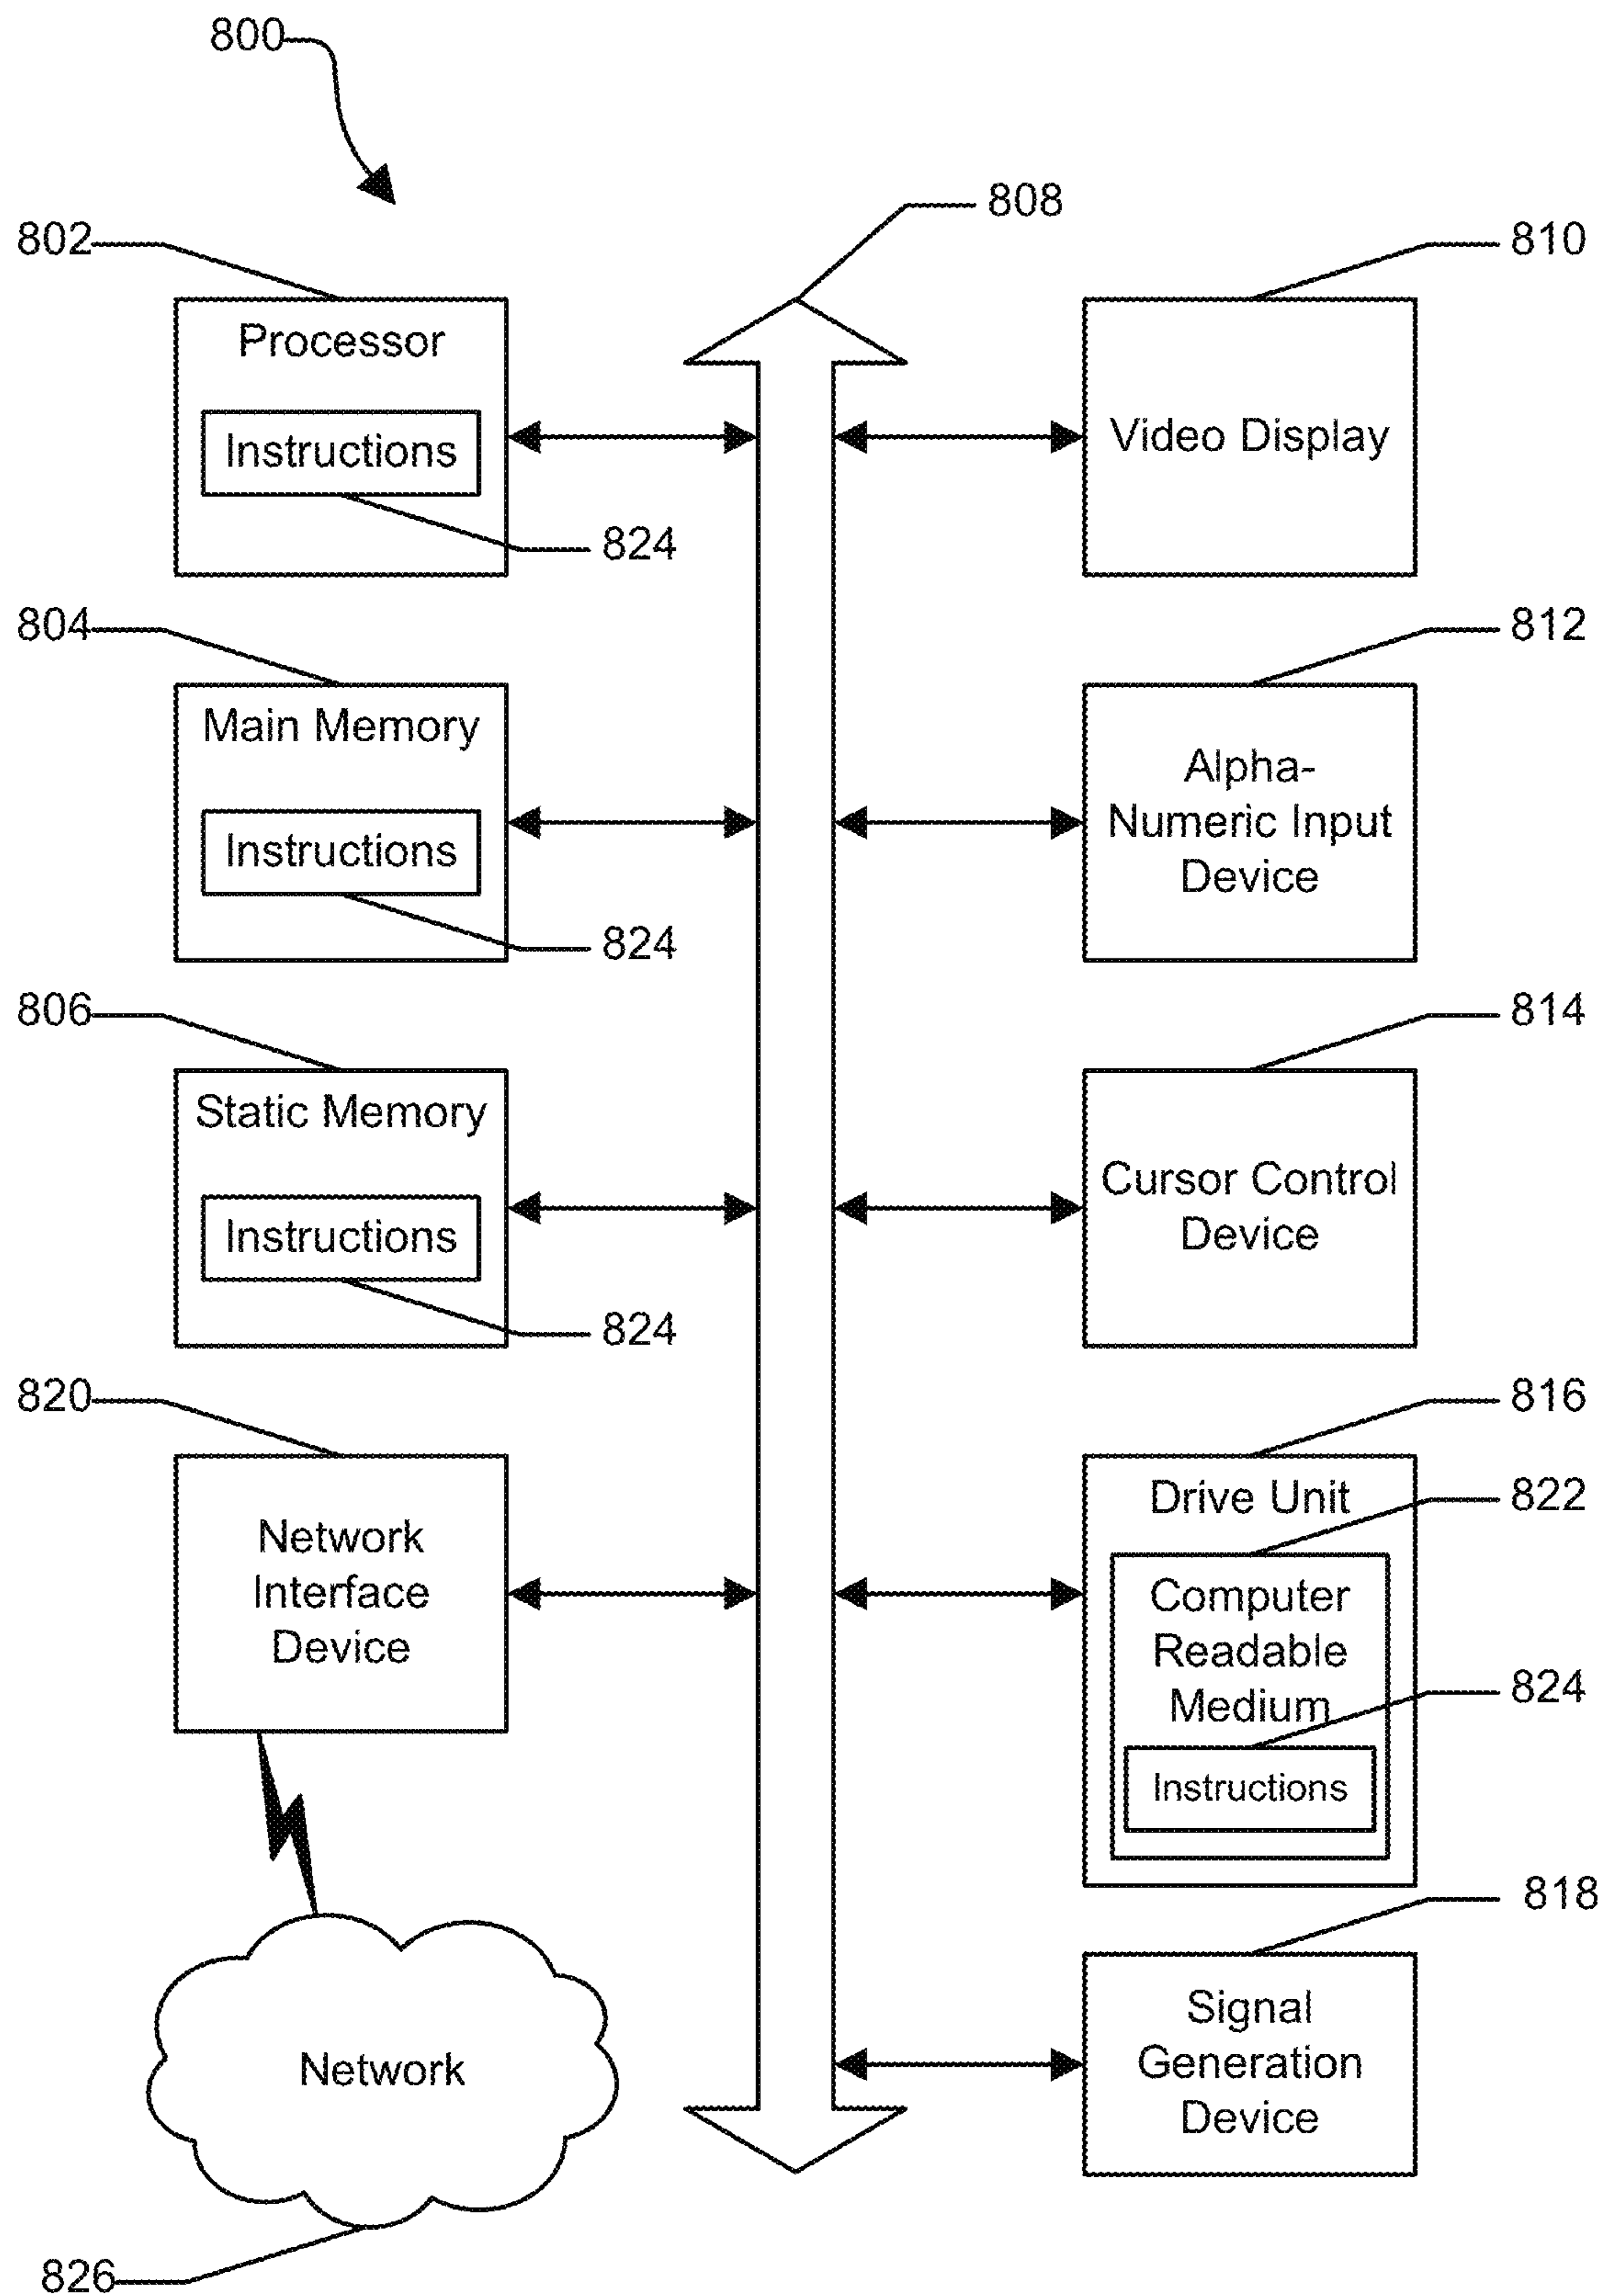 800
808
802
810
Processor
Instructions
824
Video Display
804
812
Main Memory
Instructions
824
Alpha-
Numeric Input
Device
806
814
Static Memory
Instructions
824
Cursor Control
Device
820
816
Network
Interface
Device
Drive Unit
822
Computer
Readable
Medium
824
Instructions
818
Signal
Generation
Device
Network
826